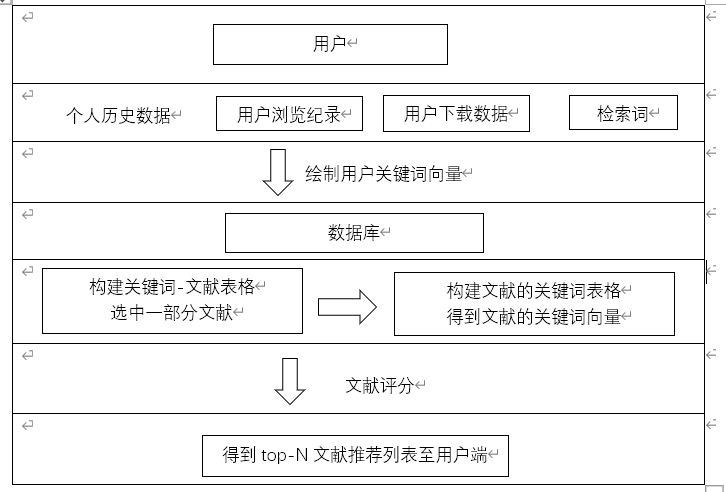 用户
个人历史数据 用户浏览纪录 用户下载数据 检索词
绘制用户关键词向量
数据库
构建关键词-文献表格
选中一部分文献
构建文献的关键词表格
得到文献的关键词向量
文献评分
得到 top-N 文献推荐列表至用户端